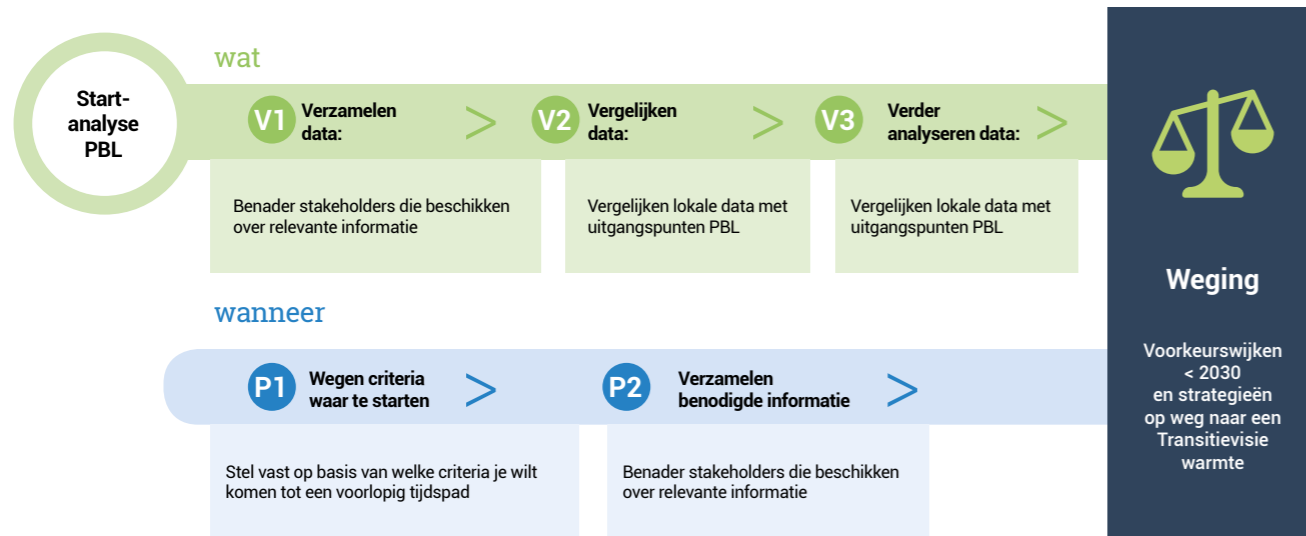 Start-
analyse
PBL
wat
V1
Verzamelen
data:
>
V2
Vergelijken
data:
>
V3
Verder
analyseren data:
>
Benader stakeholders die beschikken
over relevante informatie
Vergelijken lokale data met
uitgangspunten PBL
Vergelijken lokale data met
uitgangspunten PBL
wanneer
P1
Wegen criteria
waar te starten
>
P2
Verzamelen
benodigde informatie
>
Stel vast op basis van welke criteria je wilt
komen tot een voorlopig tijdspad
Benader stakeholders die beschikken
over relevante informatie
Weging
Voorkeurswijken
< 2030
en strategieën
op weg naar een
Transitievisie
warmte